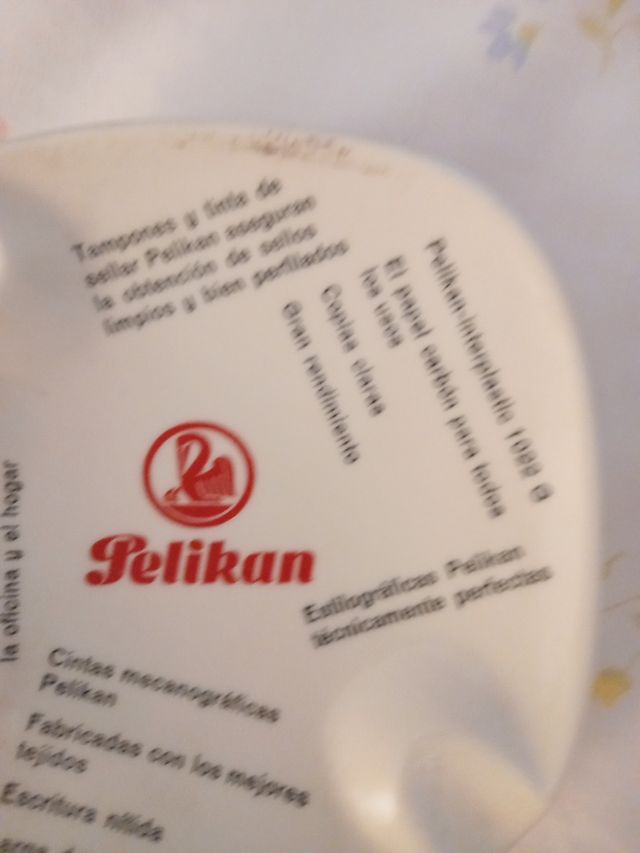 Tampones y tinta de
sellar Pelikan aseguran
la obtención de sellos
limpios y bien perfilados
Pelikan-Interplastic 1022 G
El papel carbón para todos
los usos
Copias claras
Gran rendimiento
Pelikan
Estilográficas Pelikan
técnicamente perfectas
la oficina y el hogar
Cintas mecanográficas
Pelikan
Fabricadas con los mejores
tejidos
Escritura nítida